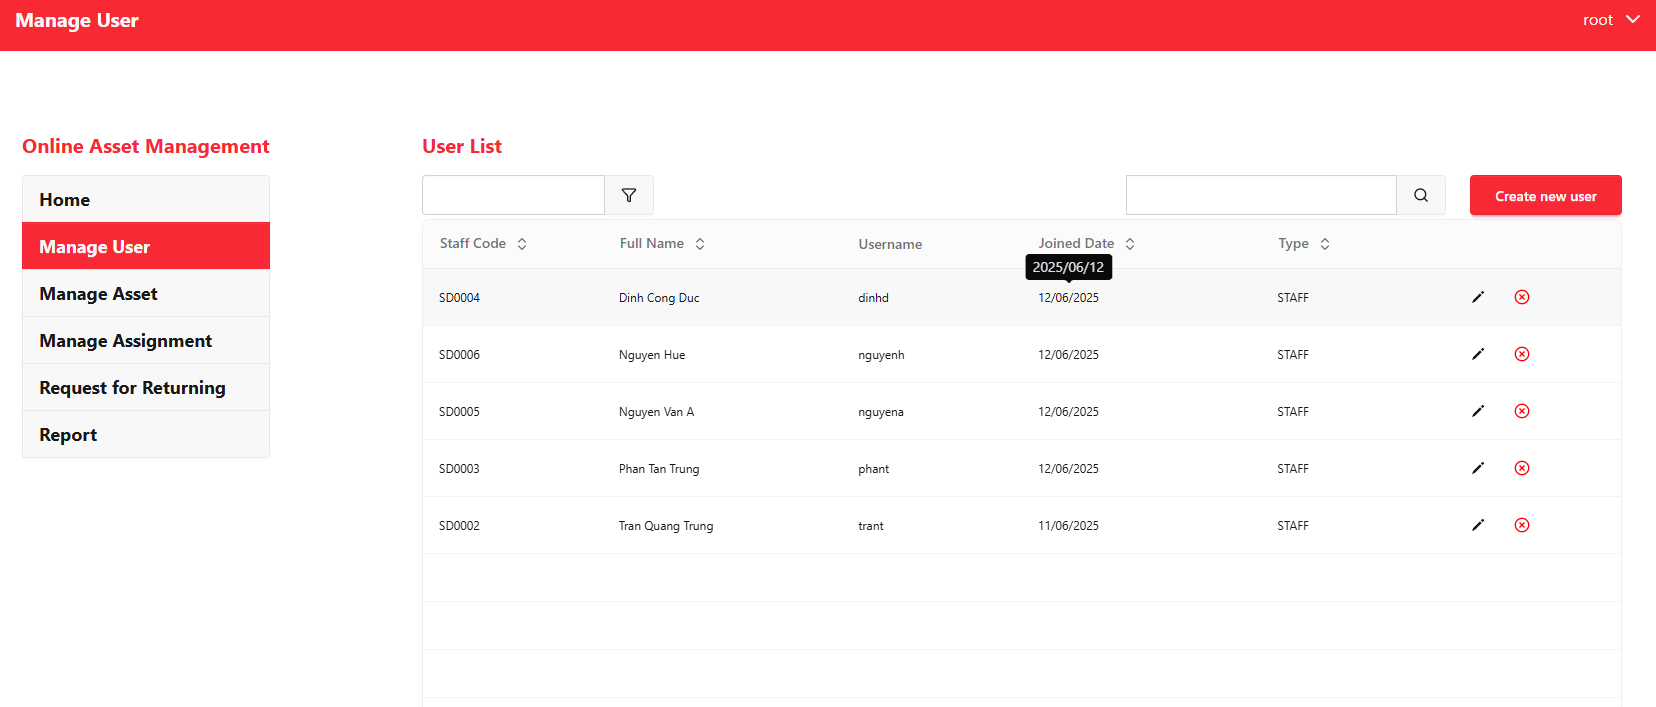 Manage User
root
Online Asset Management
Home
Manage User
Manage Asset
Manage Assignment
Request for Returning
Report
User List
Create new user
Staff Code Full Name Username Joined Date Type
2025/06/12
SD0004 Dinh Cong Duc dinhd 12/06/2025 STAFF
SD0006 Nguyen Hue nguyenh 12/06/2025 STAFF
SD0005 Nguyen Van A nguyena 12/06/2025 STAFF
SD0003 Phan Tan Trung phant 12/06/2025 STAFF
SD0002 Tran Quang Trung trant 11/06/2025 STAFF